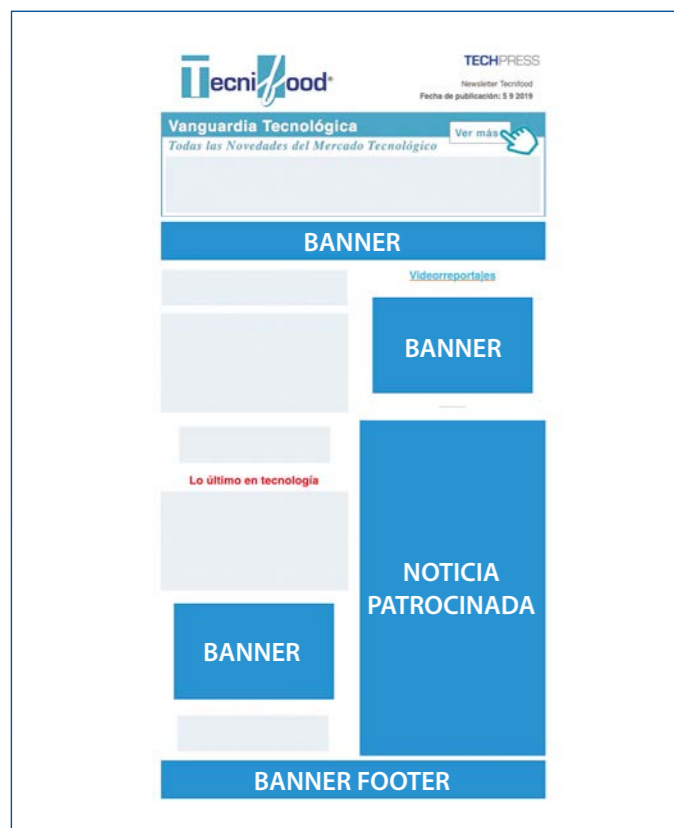 Tecnifood®
TECHPRESS
Newsletter Tecnifood
Fecha de publicación: 5 9 2019
Vanguardia Tecnológica
Ver más
Todas las Novedades del Mercado Tecnológico
BANNER
Videorreportajes
BANNER
Lo último en tecnología
NOTICIA
PATROCINADA
BANNER
BANNER FOOTER